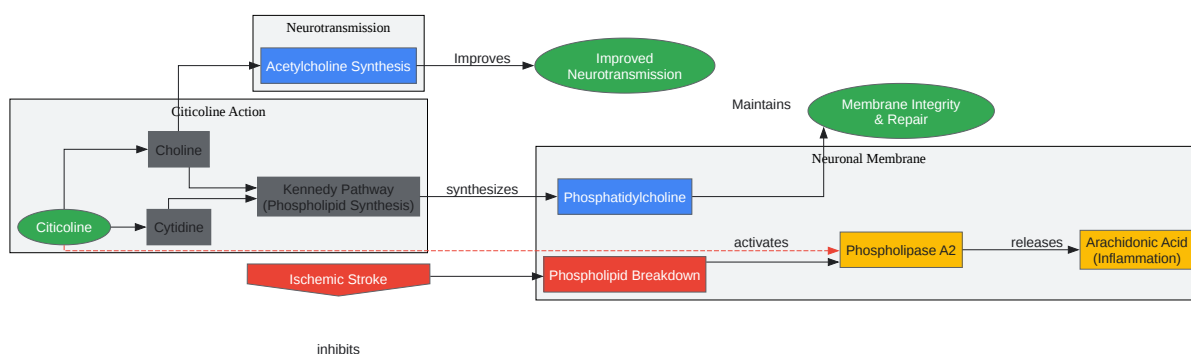 Neurotransmission
Acetylcholine Synthesis
Improves
Improved
Neurotransmission
Citicoline Action
Choline
Kennedy Pathway
(Phospholipid Synthesis)
Citicoline
Cytidine
synthesizes
Maintains
Membrane Integrity
& Repair
Neuronal Membrane
Phosphatidylcholine
activates
Phospholipase A2
releases
Arachidonic Acid
(Inflammation)
Ischemic Stroke
Phospholipid Breakdown
inhibits